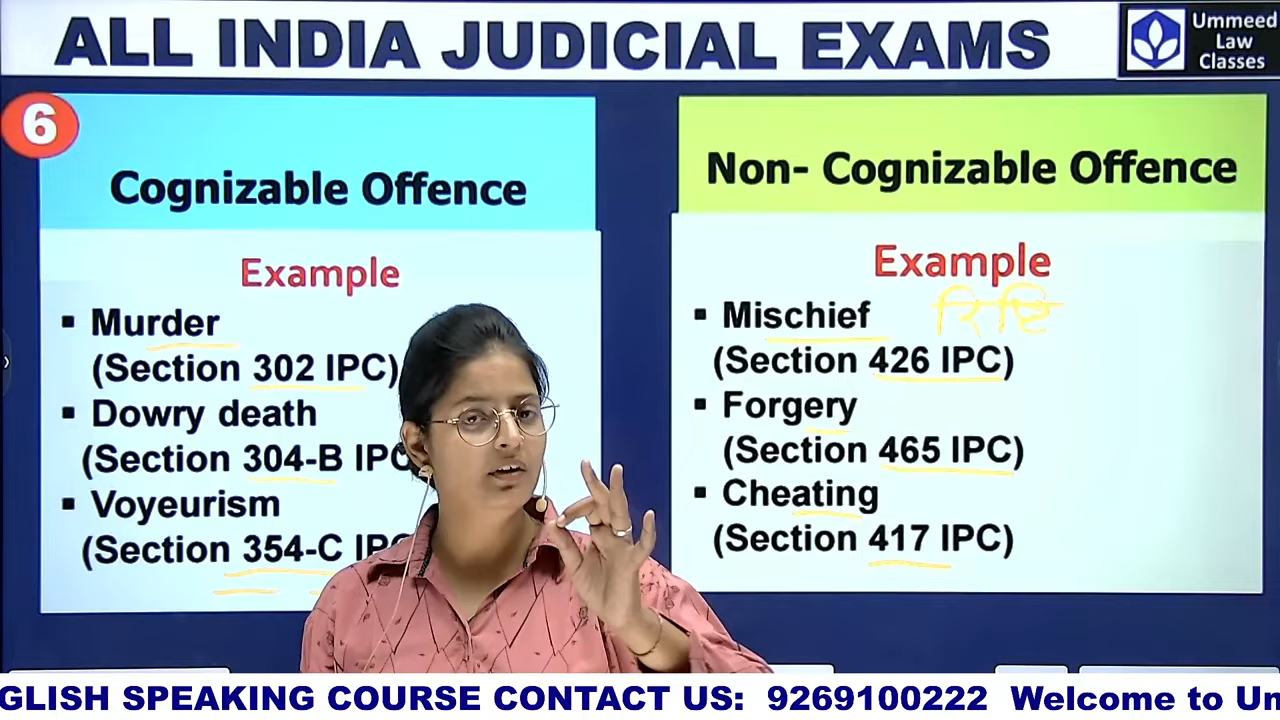 ALL INDIA JUDICIAL EXAMS
Ummeed
Law
Classes
6
Cognizable Offence
Example
▪ Murder
(Section 302 IPC)
▪ Dowry death
(Section 304-B IPC
▪ Voyeurism
(Section 354-C IPC
Non- Cognizable Offence
Example
▪ Mischief
(Section 426 IPC)
▪ Forgery
(Section 465 IPC)
▪ Cheating
(Section 417 IPC)
GLISH SPEAKING COURSE CONTACT US: 9269100222 Welcome to Un